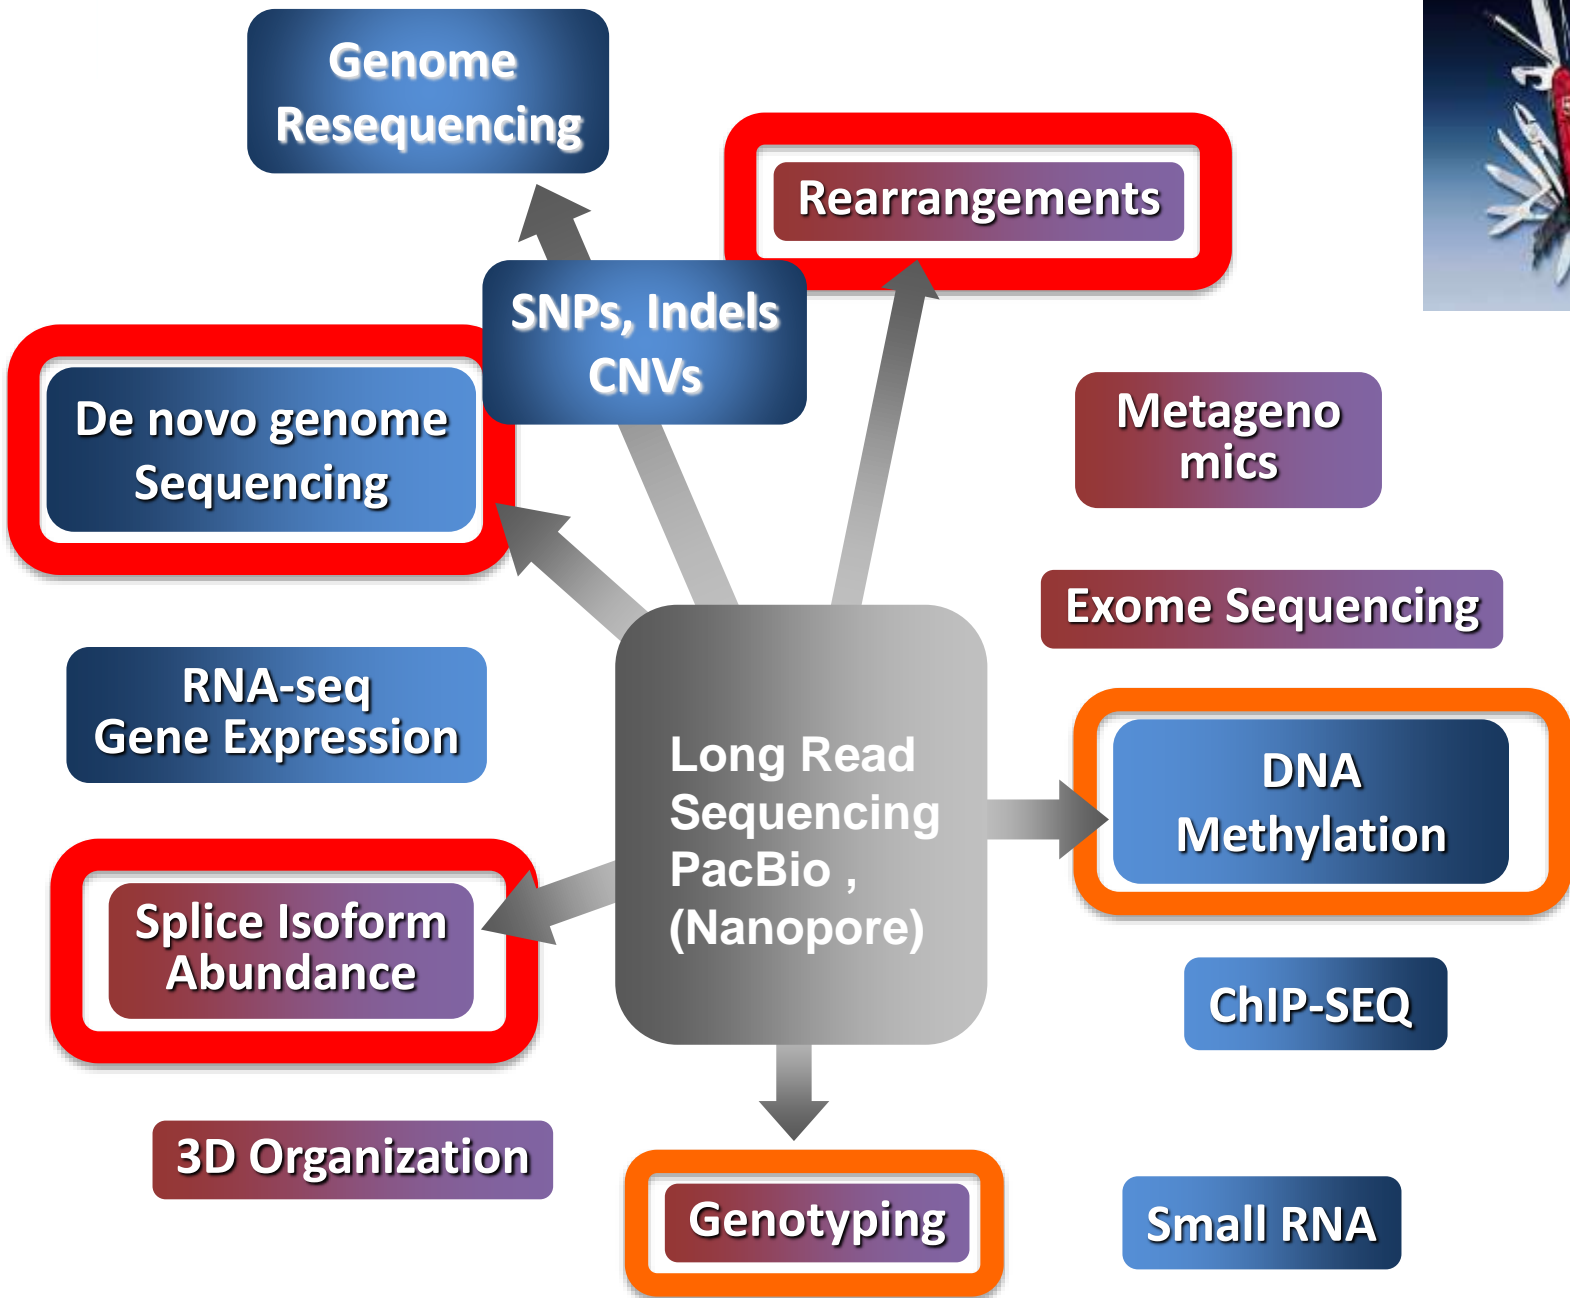 Genome
Resequencing
Rearrangements
SNPs, Indels
CNVs
De novo genome
Sequencing
Metageno
mics
Exome Sequencing
RNA-seq
Gene Expression
Long Read
Sequencing
PacBio ,
(Nanopore)
DNA
Methylation
Splice Isoform
Abundance
ChIP-SEQ
3D Organization
Genotyping
Small RNA